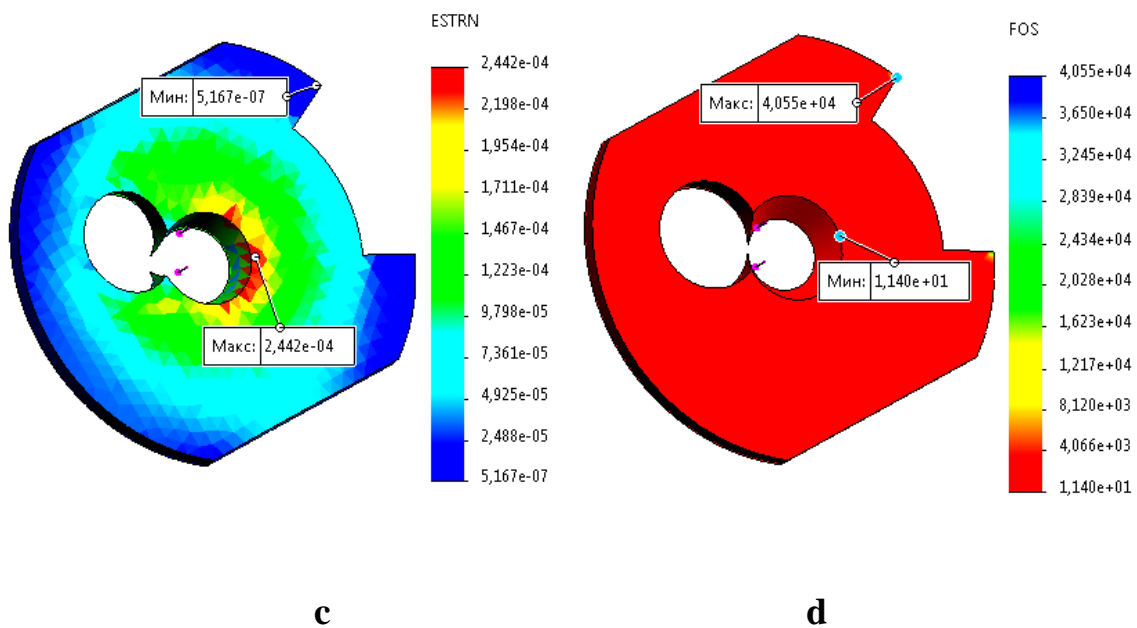 ESTRN
2,442e-04
2,198e-04
1,954e-04
1,711e-04
1,467e-04
1,223e-04
9,798e-05
7,361e-05
4,925e-05
2,488e-05
5,167e-07
Мин: 5,167e-07
Макс: 2,442e-04
c
FOS
4,055e+04
3,650e+04
3,245e+04
2,839e+04
2,434e+04
2,028e+04
1,623e+04
1,217e+04
8,120e+03
4,066e+03
1,140e+01
Макс: 4,055e+04
Мин: 1,140e+01
d